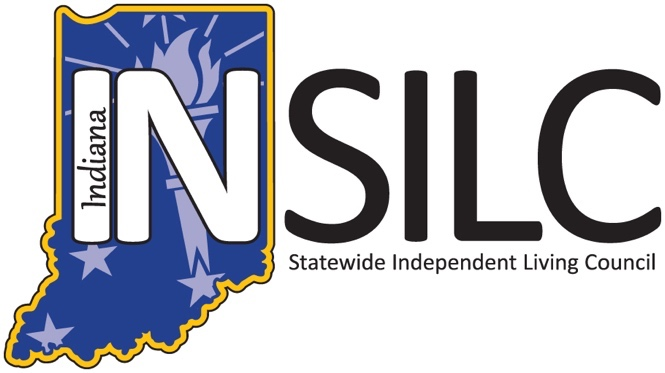 Indiana
INSILC
Statewide Independent Living Council